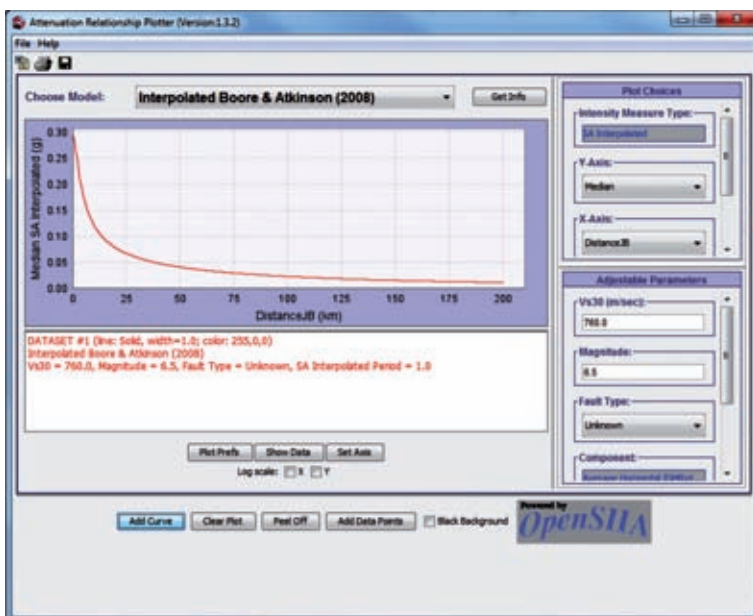 Attenuation Relationship Plotter (Version:1.3.2)
File Help
Choose Model:
Interpolated Boore & Atkinson (2008)
Get Info
Median SA Interpolated (g)
0.30
0.25
0.20
0.15
0.10
0.05
0.00
0 25 50 75 100 125 150 175 200
DistanceJB (km)
DATASET #1 (line: Solid, width=1.0; color: 255,0,0)
Interpolated Boore & Atkinson (2008)
Vs30 = 760.0, Magnitude = 6.5, Fault Type = Unknown, SA Interpolated Period = 1.0
Plot Prefs Show Data Set Axis
Log scale: X Y
Add Curve Clear Plot Peel Off Add Data Points Black Background
Powered by
OpenSHA
Plot Choices
Intensity Measure Type:
SA Interpolated
Y-Axis:
Median
X-Axis:
DistanceJB
Adjustable Parameters
Vs30 (m/sec):
760.0
Magnitude:
6.5
Fault Type:
Unknown
Component:
Average Horizontal